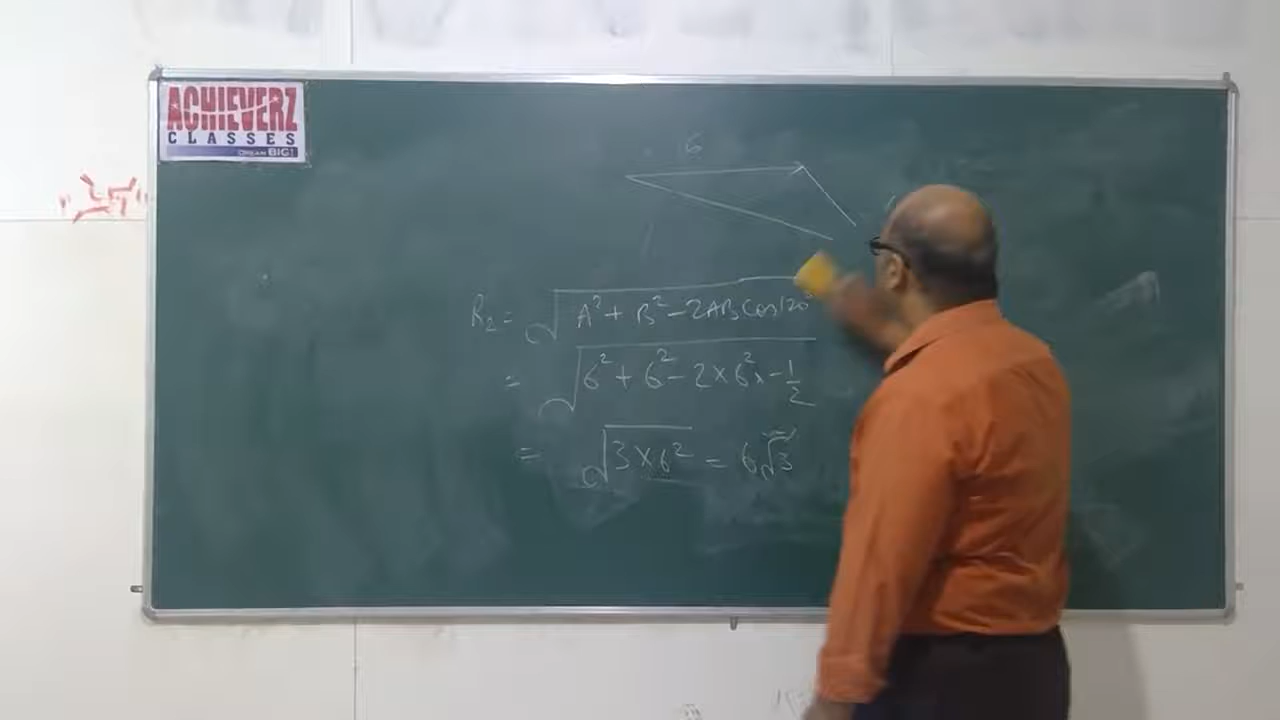 ACHIEVERZ
CLASSES
DREAM BIG!
6
R₂ = √A² + B² - 2AB Cos 120°
= √6² + 6² - 2 × 6² × - 1/2
= √3 × 6² = 6√3